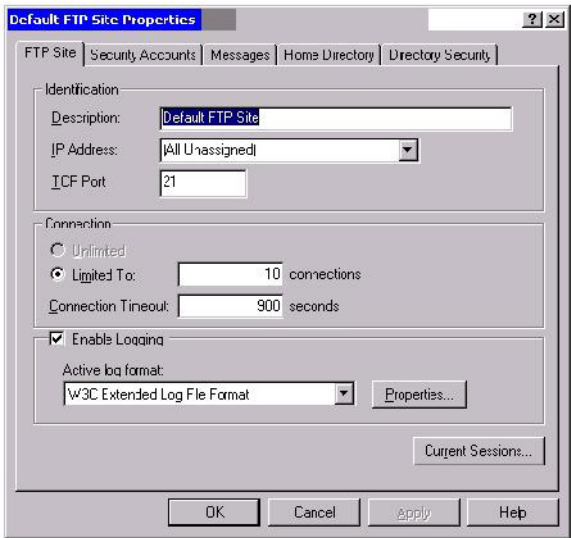 Default FTP Site Properties
FTP Site Security Accounts Messages Home Directory Directory Security
Identification
Description: Default FTP Site
IP Address: (All Unassigned)
TCP Port 21
Connection
Unlimited
Limited To: 10 connections
Connection Timeout: 900 seconds
Enable Logging
Active log format:
W3C Extended Log File Format Properties...
Current Sessions...
OK Cancel Apply Help